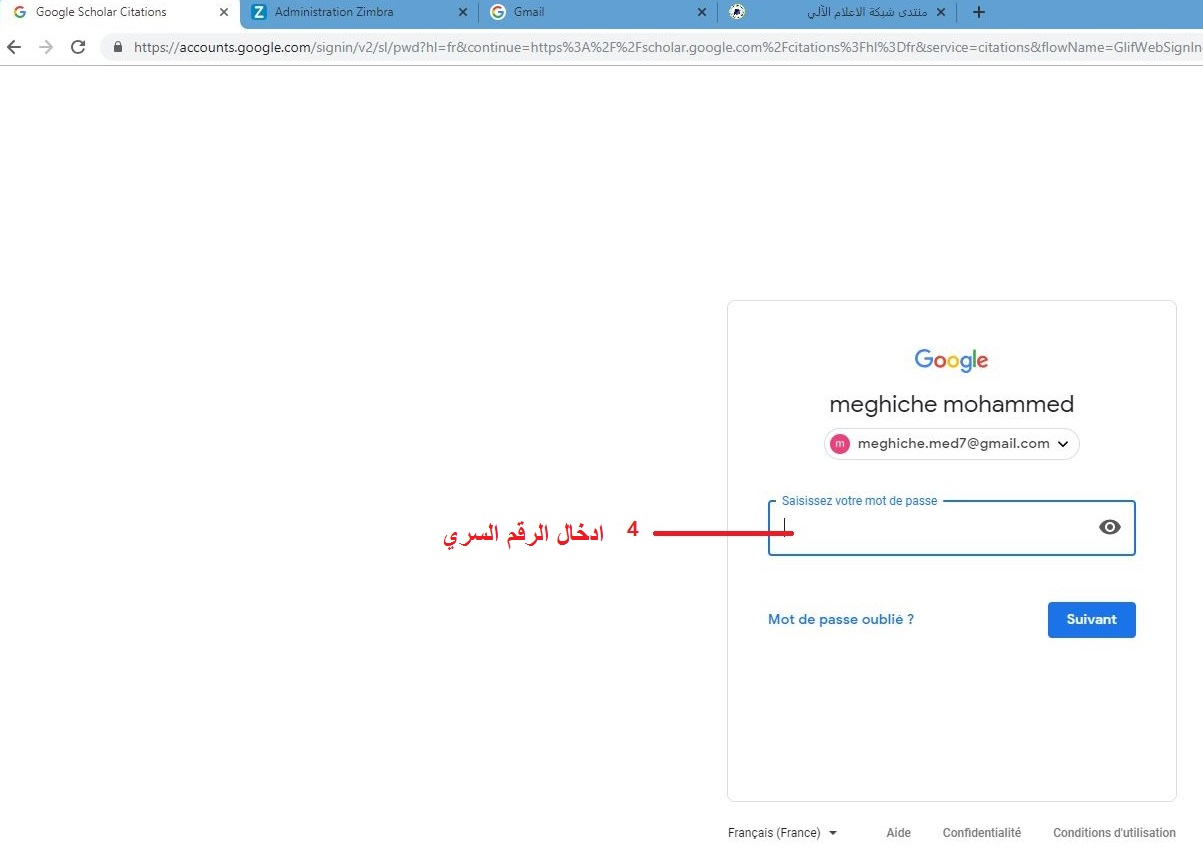 Google Scholar Citations
Administration Zimbra
Gmail
منتدى شبكة الاعلام الآلي
https://accounts.google.com/signin/v2/sl/pwd?hl=fr&continue=https%3A%2F%2Fscholar.google.com%2Fcitations%3Fhl%3Dfr&service=citations&flowName=GlifWebSignIn
Google
meghiche mohammed
m meghiche.med7@gmail.com
Saisissez votre mot de passe
4 ادخال الرقم السري
Mot de passe oublié ?
Suivant
Français (France) Aide Confidentialité Conditions d'utilisation